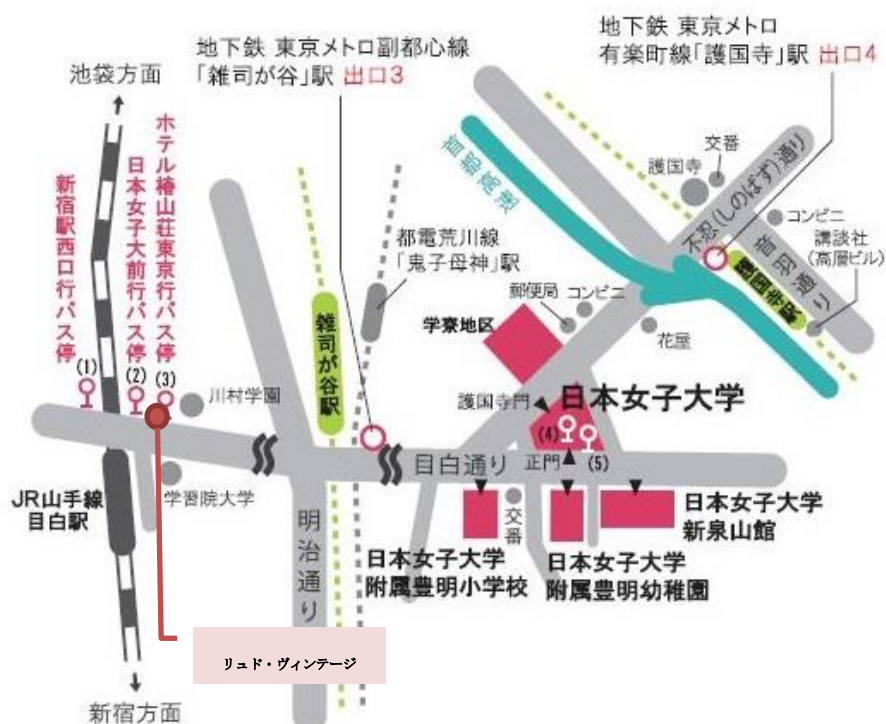 地下鉄 東京メトロ副都心線
「雑司が谷」駅 出口3
地下鉄 東京メトロ
有楽町線「護国寺」駅 出口4
池袋方面
新宿駅西口行バス停
(1)
日本女子大前行バス停
(2)
ホテル椿山荘東京行バス停
(3)
川村学園
学習院大学
JR山手線
目白駅
新宿方面
リュド・ヴィンテージ
雑司が谷駅
都電荒川線
「鬼子母神」駅
明治通り
目白通り
首都高速
護国寺
交番
不忍(しのばず)通り
コンビニ
音羽通り
講談社
(高層ビル)
護国寺駅
郵便局
コンビニ
学寮地区
花屋
護国寺門
日本女子大学
(4)
(5)
正門
交番
日本女子大学
附属豊明小学校
日本女子大学
附属豊明幼稚園
日本女子大学
新泉山館